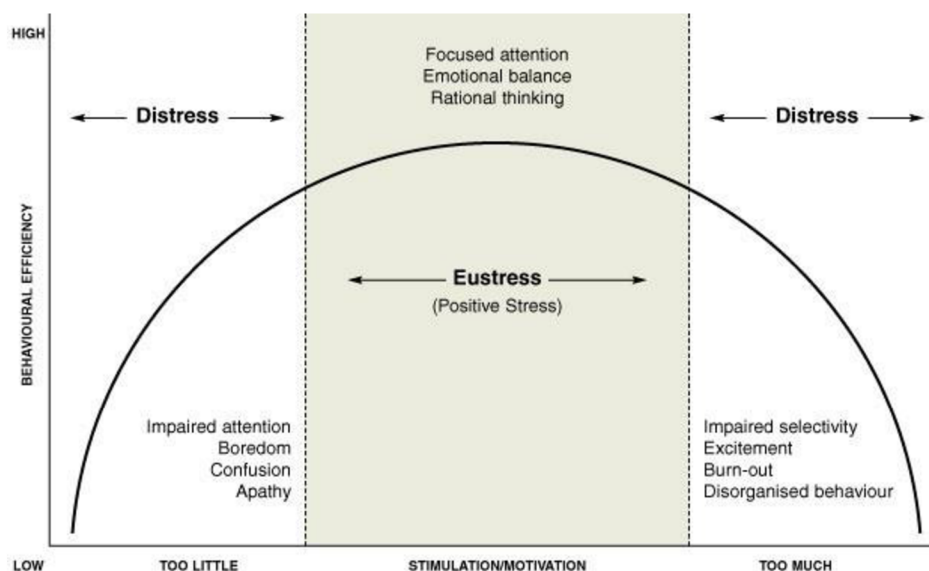 HIGH
Focused attention
Emotional balance
Rational thinking
Distress
Distress
BEHAVIOURAL EFFICIENCY
Eustress
(Positive Stress)
Impaired attention
Boredom
Confusion
Apathy
Impaired selectivity
Excitement
Burn-out
Disorganised behaviour
LOW
TOO LITTLE
STIMULATION/MOTIVATION
TOO MUCH